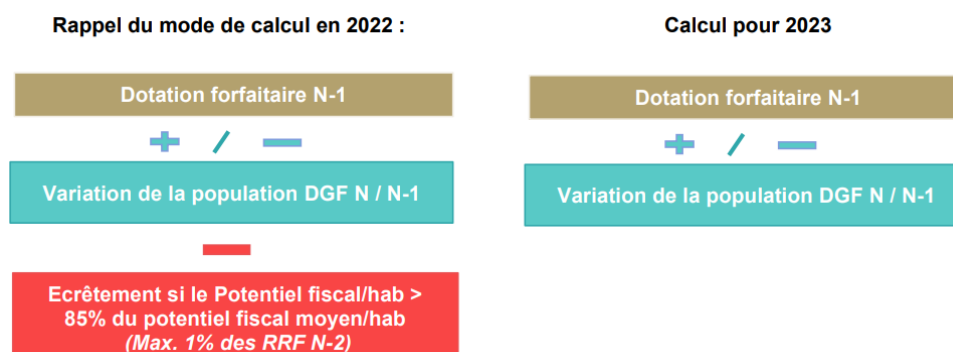 Rappel du mode de calcul en 2022 :
Dotation forfaitaire N-1
+ / −
Variation de la population DGF N / N-1
−
Ecrêtement si le Potentiel fiscal/hab >
85% du potentiel fiscal moyen/hab
(Max. 1% des RRF N-2)
Calcul pour 2023
Dotation forfaitaire N-1
+ / −
Variation de la population DGF N / N-1